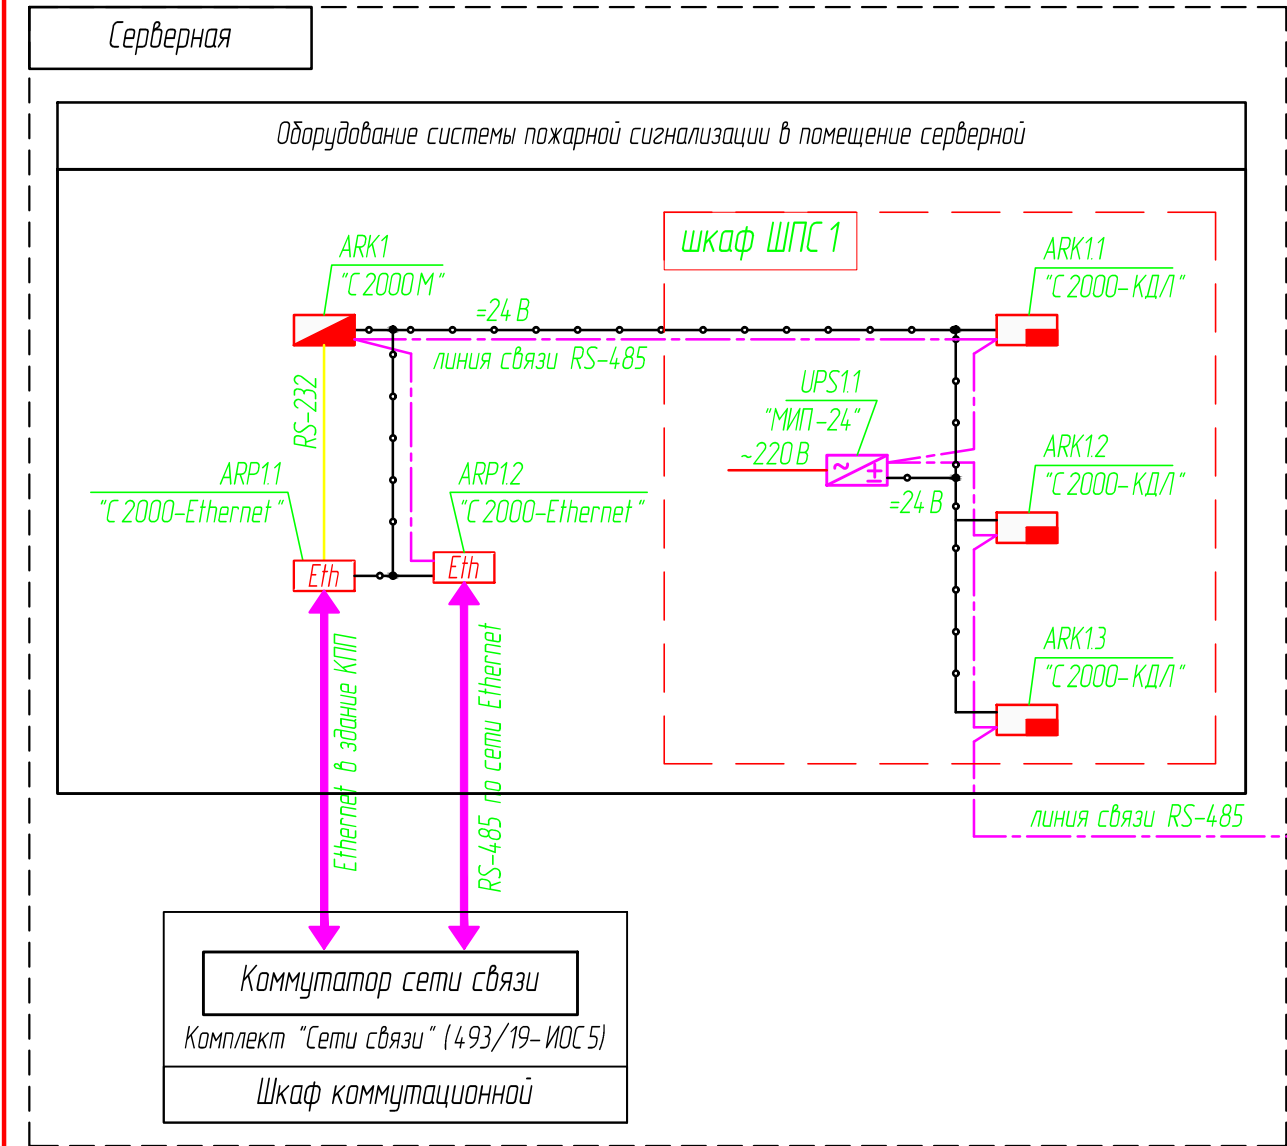 Серверная
Оборудование системы пожарной сигнализации в помещение серверной
шкаф ШПС 1
ARK1
"С2000М"
ARK1.1
"С2000-КДЛ"
=24 В
линия связи RS-485
UPS1.1
"МИП-24"
~220 В
=24 В
RS-232
ARK1.2
"С2000-КДЛ"
ARP1.1
"С2000-Ethernet"
ARP1.2
"С2000-Ethernet"
Eth
Eth
ARK1.3
"С2000-КДЛ"
Ethernet в здание КПП
RS-485 по сети Ethernet
линия связи RS-485
Коммутатор сети связи
Комплект "Сети связи" (493/19-ИОС5)
Шкаф коммутационной